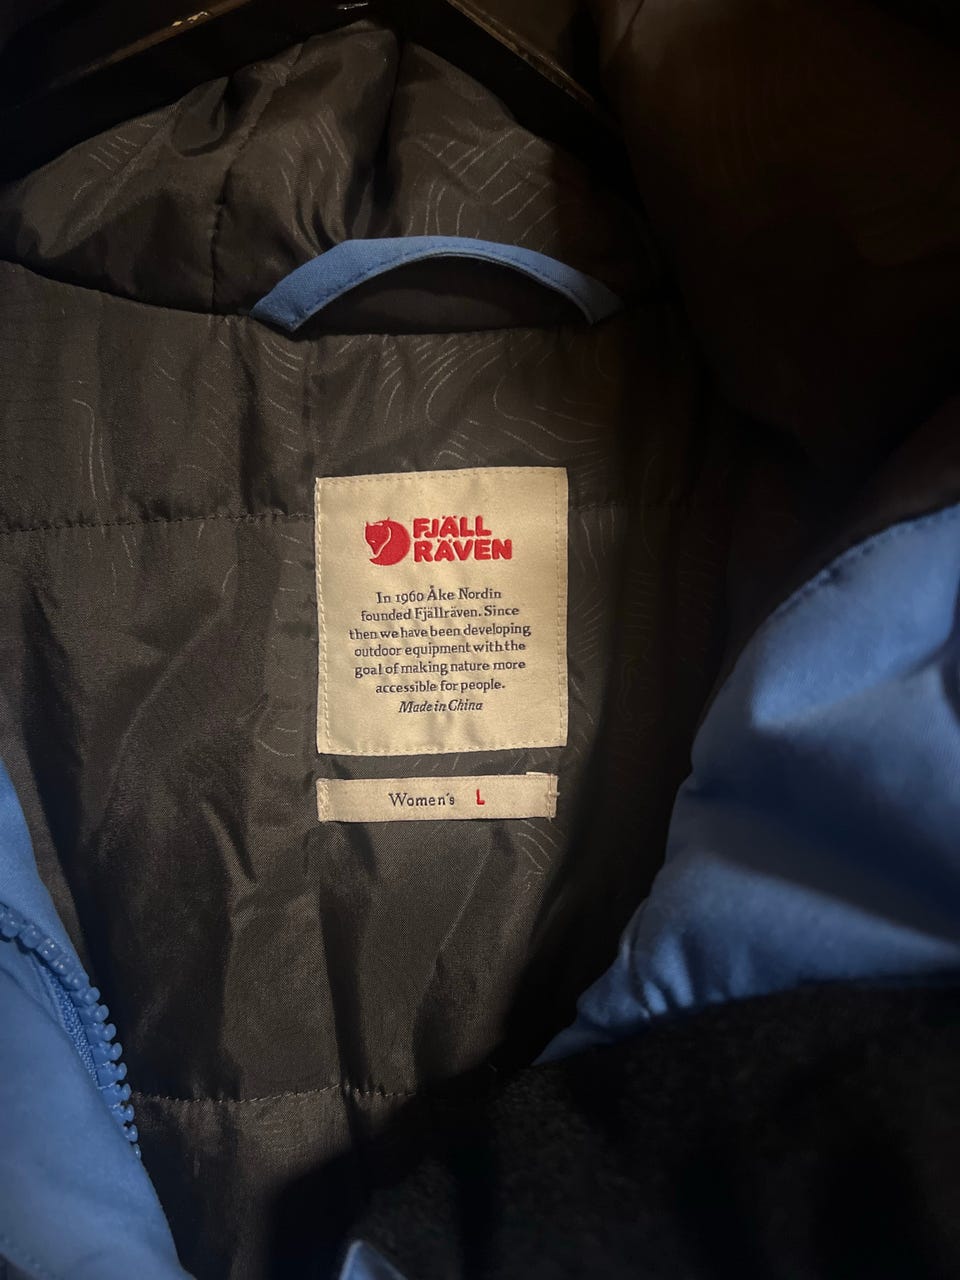 FJÄLL
RÄVEN
In 1960 Åke Nordin
founded Fjällräven. Since
then we have been developing
outdoor equipment with the
goal of making nature more
accessible for people.
Made in China
Women's L